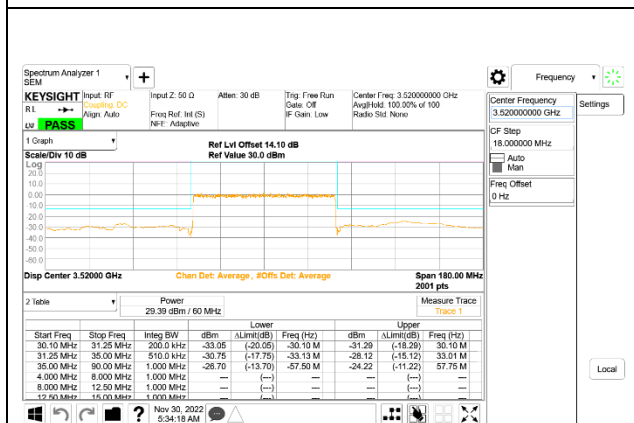 Spectrum Analyzer 1
SEM
Frequency
KEYSIGHT Input: RF Input Z: 50 Ω Atten: 30 dB Trig: Free Run Center Freq: 3.520000000 GHz
RL Coupling: DC Gate: Off Avg|Hold: 100.00% of 100
Align: Auto Freq Ref: Int (S) IF Gain: Low Radio Std: None
NFE: Adaptive
PASS
Center Frequency
3.520000000 GHz
Settings
CF Step
18.000000 MHz
Auto
Man
Freq Offset
0 Hz
Local
1 Graph
Ref Lvl Offset 14.10 dB
Scale/Div 10 dB Ref Value 30.0 dBm
Log
20.0
10.0
0.00
-10.0
-20.0
-30.0
-40.0
-50.0
-60.0
Disp Center 3.52000 GHz Chan Det: Average , #Offs Det: Average Span 180.00 MHz
2001 pts
2 Table Power Measure Trace
29.39 dBm / 60 MHz Trace 1
Lower Upper
Start Freq Stop Freq Integ BW dBm ΔLimit(dB) Freq (Hz) dBm ΔLimit(dB) Freq (Hz)
30.10 MHz 31.25 MHz 200.0 kHz -33.05 (-20.05) -30.10 M -31.29 (-18.29) 30.10 M
31.25 MHz 35.00 MHz 510.0 kHz -30.75 (-17.75) -33.13 M -28.12 (-15.12) 33.01 M
35.00 MHz 90.00 MHz 1.000 MHz -26.70 (-13.70) -57.50 M -24.22 (-11.22) 57.75 M
4.000 MHz 8.000 MHz 1.000 MHz --- (---) --- --- (---) ---
8.000 MHz 12.50 MHz 1.000 MHz --- (---) --- --- (---) ---
12.50 MHz 15.00 MHz 1.000 MHz --- (---) --- --- (---) ---
? Nov 30, 2022
5:34:18 AM